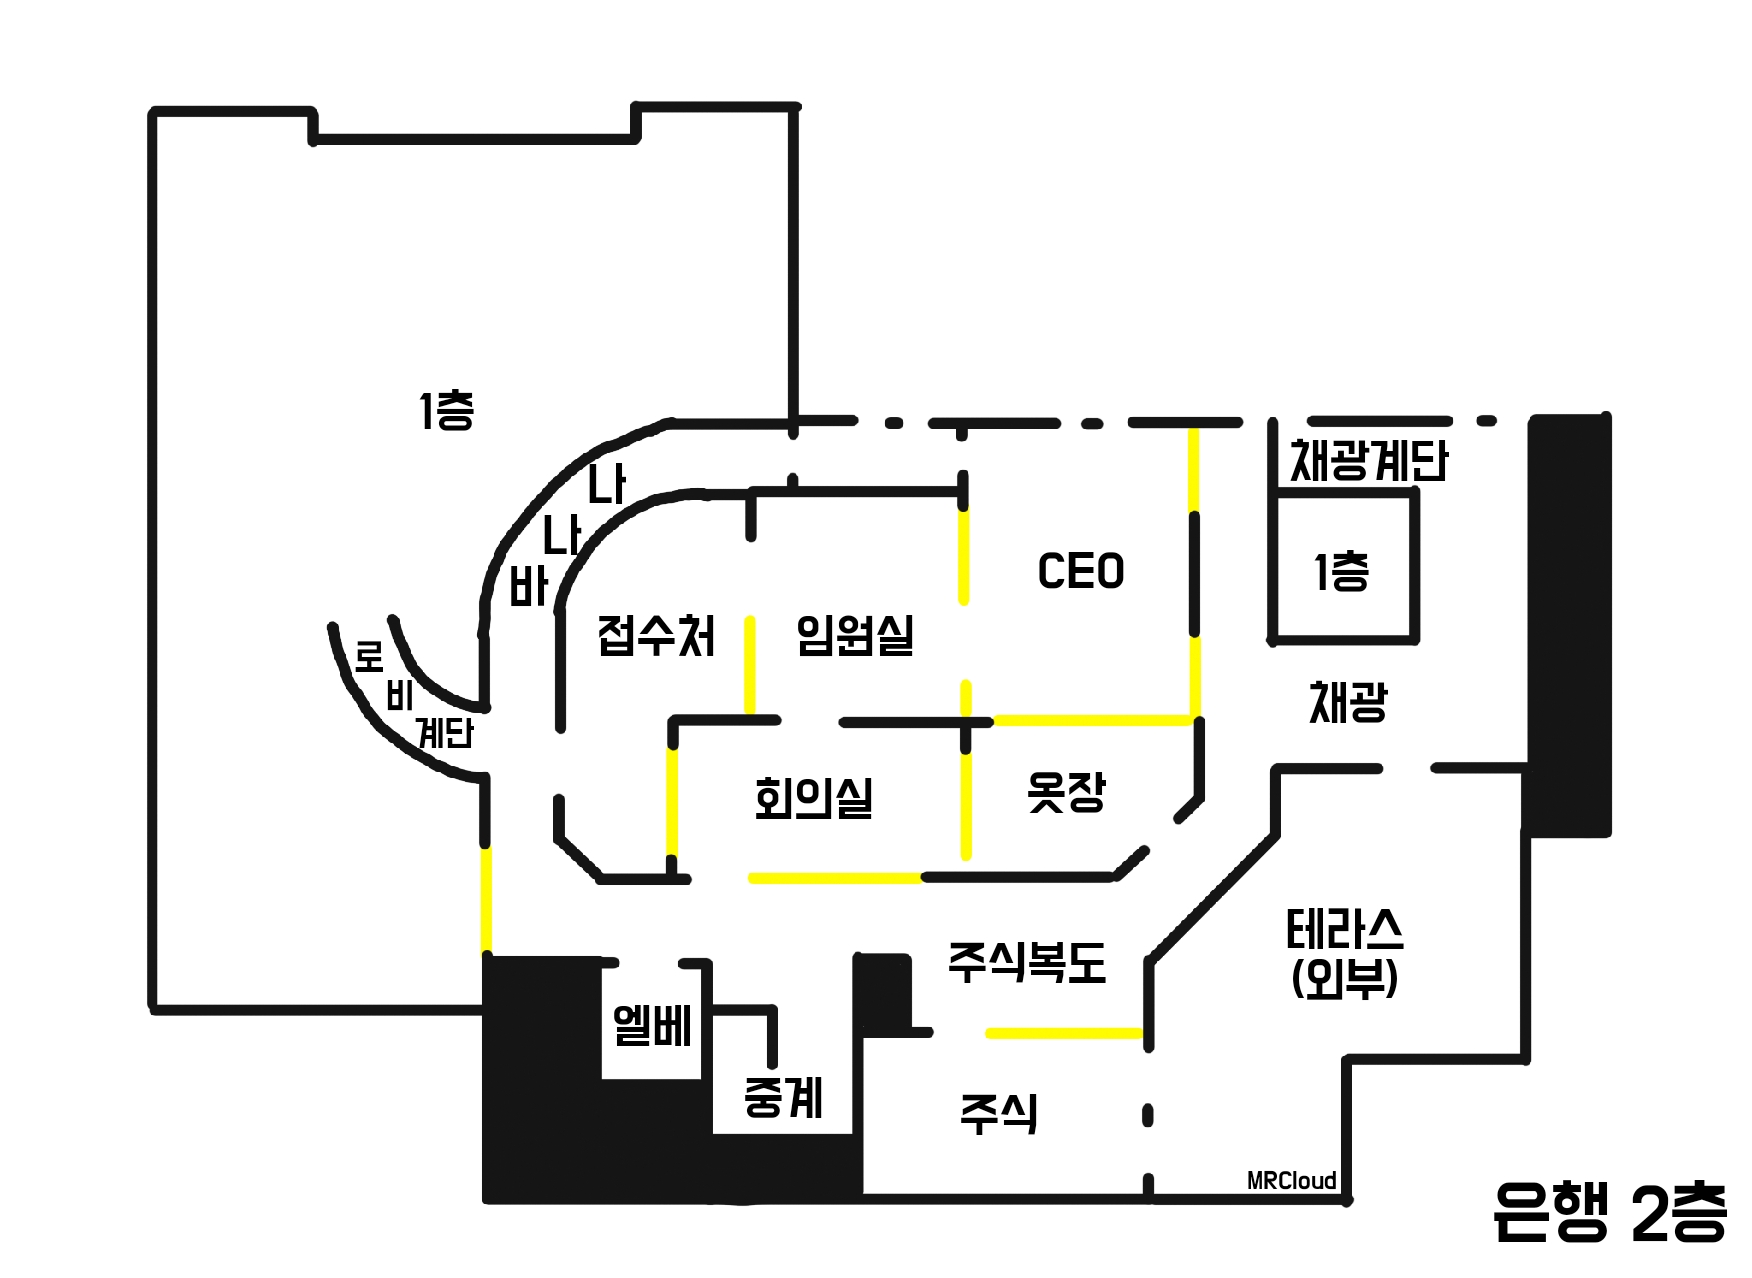 1층
나
나
바
로
비
계단
접수처
임원실
CEO
채광계단
1층
채광
회의실
옷장
테라스
(외부)
주식복도
엘베
중계
주식
MRCloud
은행 2층